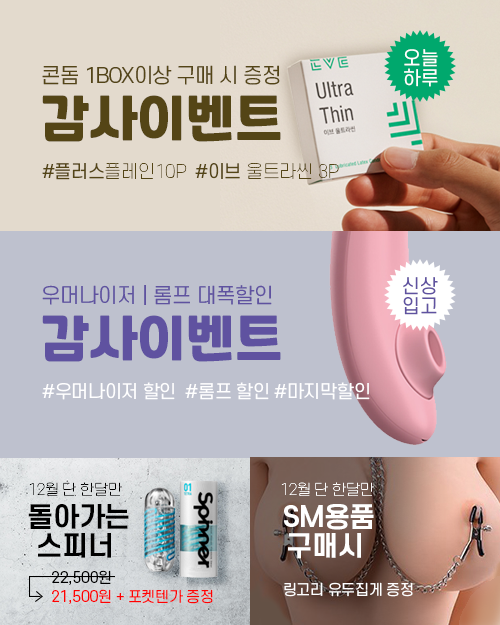 콘돔 1BOX이상 구매 시 증정
감사이벤트
#플러스플레인10P #이브 울트라씬 3P
오늘
하루
EVE
Ultra
Thin
이브 울트라씬
우머나이저 | 롬프 대폭할인
감사이벤트
#우머나이저 할인 #롬프 할인 #마지막할인
신상
입고
12월 단 한달만
돌아가는
스피너
22,500원
21,500원 + 포켓텐가 증정
01
Spinner
12월 단 한달만
SM용품
구매시
링고리 유두집게 증정